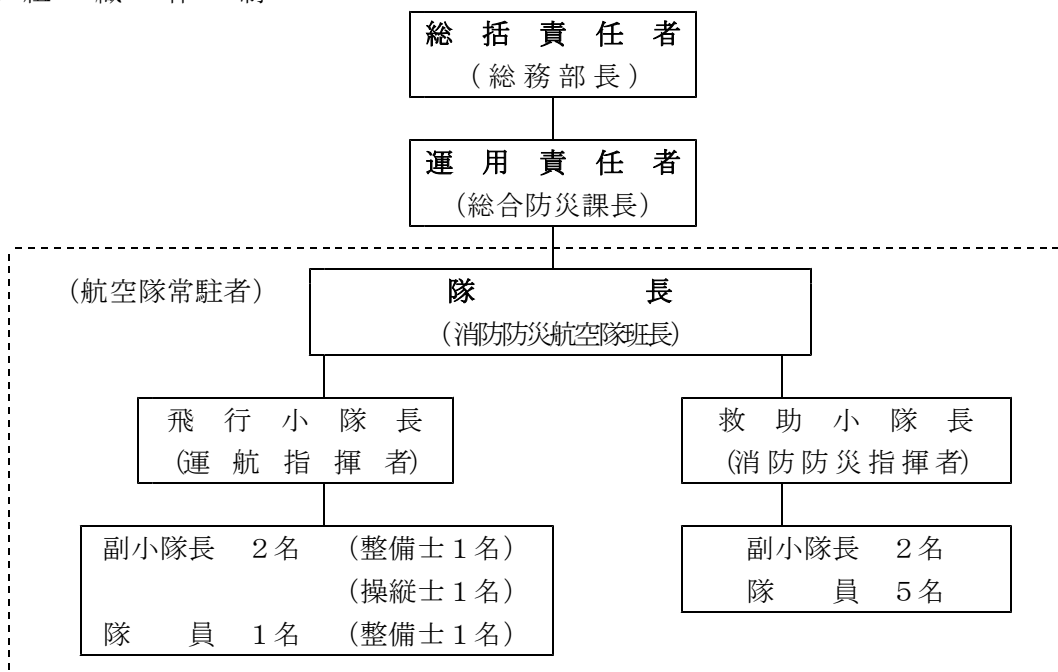 総括責任者
(総務部長)
運用責任者
(総合防災課長)
(航空隊常駐者)
隊長
(消防防災航空隊班長)
飛行小隊長
(運航指揮者)
救助小隊長
(消防防災指揮者)
副小隊長 2名 (整備士1名)
(操縦士1名)
隊員 1名 (整備士1名)
副小隊長 2名
隊員 5名